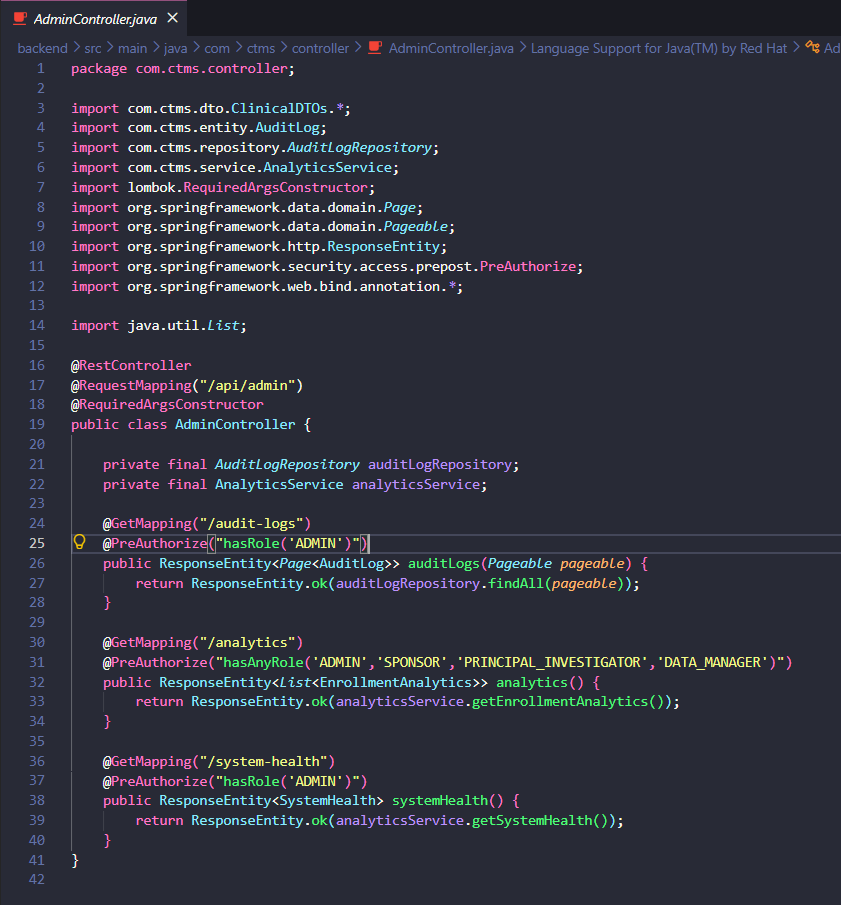 AdminController.java
backend > src > main > java > com > ctms > controller > AdminController.java > Language Support for Java(TM) by Red Hat > Ad
1 package com.ctms.controller;
2
3 import com.ctms.dto.ClinicalDTOs.*;
4 import com.ctms.entity.AuditLog;
5 import com.ctms.repository.AuditLogRepository;
6 import com.ctms.service.AnalyticsService;
7 import lombok.RequiredArgsConstructor;
8 import org.springframework.data.domain.Page;
9 import org.springframework.data.domain.Pageable;
10 import org.springframework.http.ResponseEntity;
11 import org.springframework.security.access.prepost.PreAuthorize;
12 import org.springframework.web.bind.annotation.*;
13
14 import java.util.List;
15
16 @RestController
17 @RequestMapping("/api/admin")
18 @RequiredArgsConstructor
19 public class AdminController {
20
21     private final AuditLogRepository auditLogRepository;
22     private final AnalyticsService analyticsService;
23
24     @GetMapping("/audit-logs")
25     @PreAuthorize("hasRole('ADMIN')")
26     public ResponseEntity<Page<AuditLog>> auditLogs(Pageable pageable) {
27         return ResponseEntity.ok(auditLogRepository.findAll(pageable));
28     }
29
30     @GetMapping("/analytics")
31     @PreAuthorize("hasAnyRole('ADMIN','SPONSOR','PRINCIPAL_INVESTIGATOR','DATA_MANAGER')")
32     public ResponseEntity<List<EnrollmentAnalytics>> analytics() {
33         return ResponseEntity.ok(analyticsService.getEnrollmentAnalytics());
34     }
35
36     @GetMapping("/system-health")
37     @PreAuthorize("hasRole('ADMIN')")
38     public ResponseEntity<SystemHealth> systemHealth() {
39         return ResponseEntity.ok(analyticsService.getSystemHealth());
40     }
41 }
42